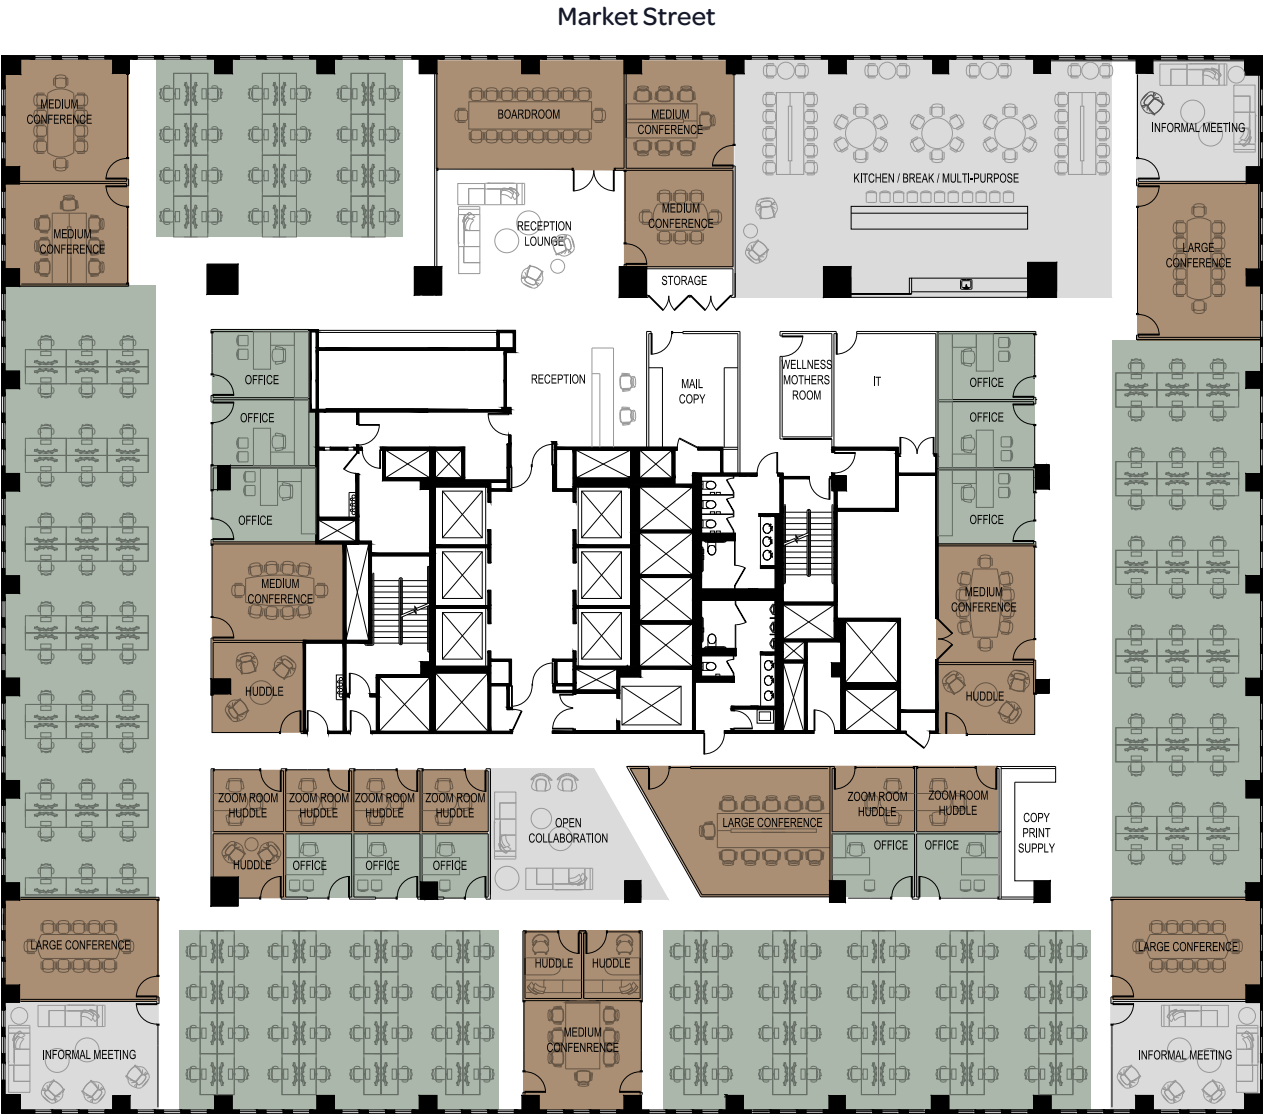 Market Street
MEDIUM
CONFERENCE
BOARDROOM
MEDIUM
CONFERENCE
INFORMAL MEETING
KITCHEN / BREAK / MULTI-PURPOSE
MEDIUM
CONFERENCE
RECEPTION
LOUNGE
MEDIUM
CONFERENCE
LARGE
CONFERENCE
STORAGE
OFFICE
RECEPTION
MAIL
COPY
WELLNESS
MOTHERS
ROOM
IT
OFFICE
OFFICE
OFFICE
OFFICE
OFFICE
MEDIUM
CONFERENCE
MEDIUM
CONFERENCE
HUDDLE
HUDDLE
ZOOM ROOM
HUDDLE
ZOOM ROOM
HUDDLE
ZOOM ROOM
HUDDLE
ZOOM ROOM
HUDDLE
OPEN
COLLABORATION
LARGE CONFERENCE
ZOOM ROOM
HUDDLE
ZOOM ROOM
HUDDLE
COPY
PRINT
SUPPLY
HUDDLE
OFFICE
OFFICE
OFFICE
OFFICE
OFFICE
LARGE CONFERENCE
HUDDLE
HUDDLE
LARGE CONFERENCE
INFORMAL MEETING
MEDIUM
CONFENRENCE
INFORMAL MEETING